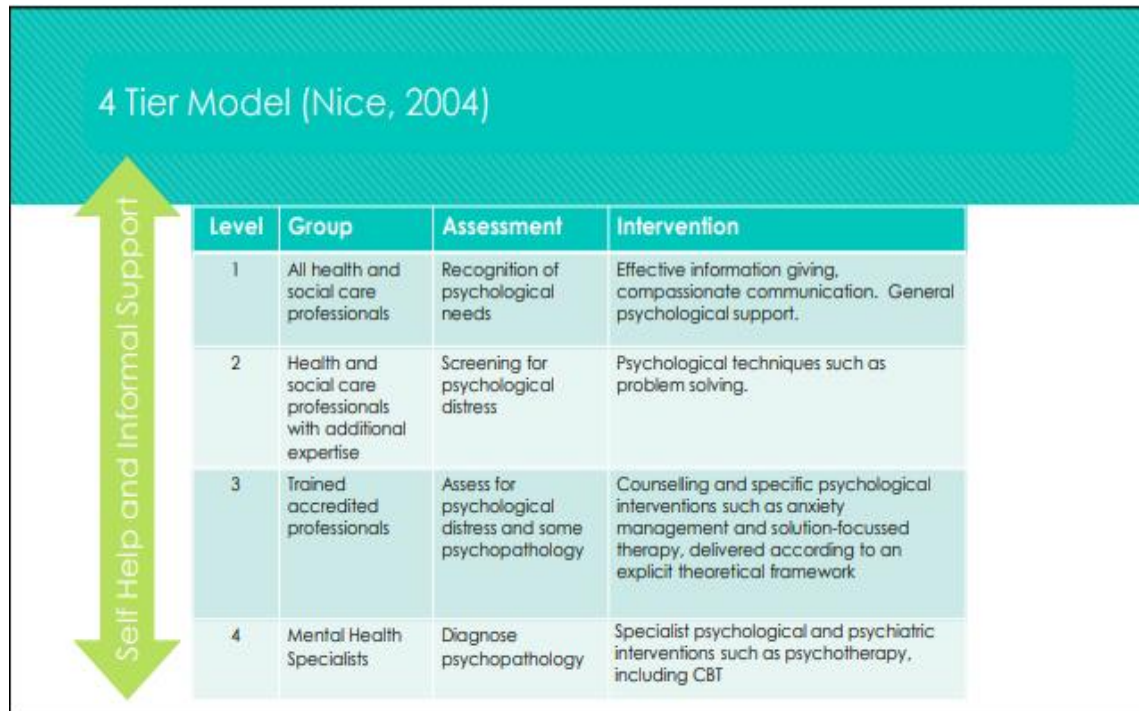 4 Tier Model (Nice, 2004)
Self Help and Informal Support
Level Group Assessment Intervention
1 All health and Recognition of Effective information giving,
social care psychological compassionate communication.  General
professionals needs psychological support.
2 Health and Screening for Psychological techniques such as
social care psychological problem solving.
professionals distress
with additional
expertise
3 Trained Assess for Counselling and specific psychological
accredited psychological interventions such as anxiety
professionals distress and some management and solution-focussed
psychopathology therapy, delivered according to an
explicit theoretical framework
4 Mental Health Diagnose Specialist psychological and psychiatric
Specialists psychopathology interventions such as psychotherapy,
including CBT